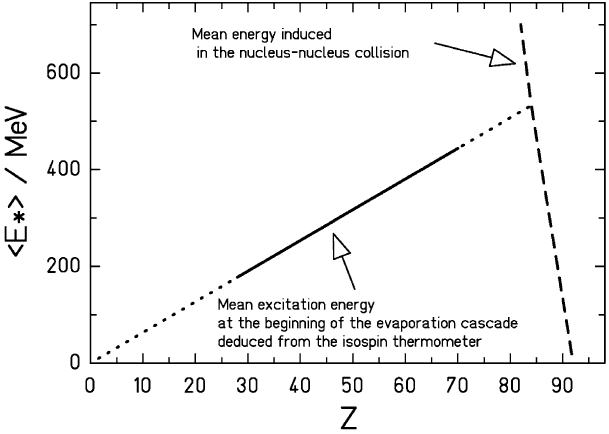 Mean energy induced
in the nucleus-nucleus collision
600
400
200
0
<E*> / MeV
Mean excitation energy
at the beginning of the evaporation cascade
deduced from the isospin thermometer
0 10 20 30 40 50 60 70 80 90
Z